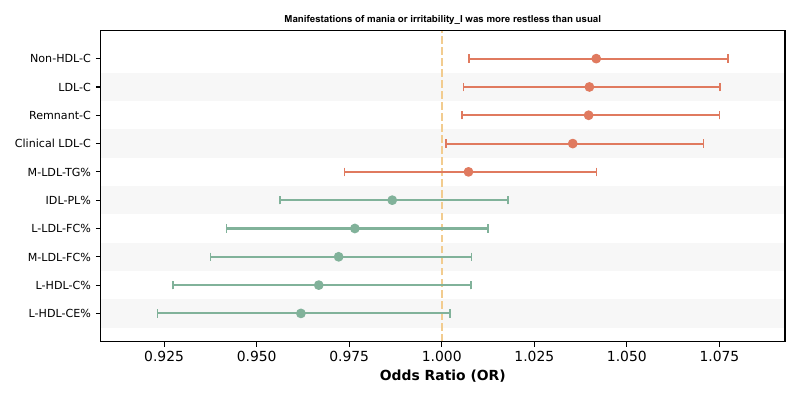 Manifestations of mania or irritability_I was more restless than usual
Non-HDL-C
LDL-C
Remnant-C
Clinical LDL-C
M-LDL-TG%
IDL-PL%
L-LDL-FC%
M-LDL-FC%
L-HDL-C%
L-HDL-CE%
0.925 0.950 0.975 1.000 1.025 1.050 1.075
Odds Ratio (OR)